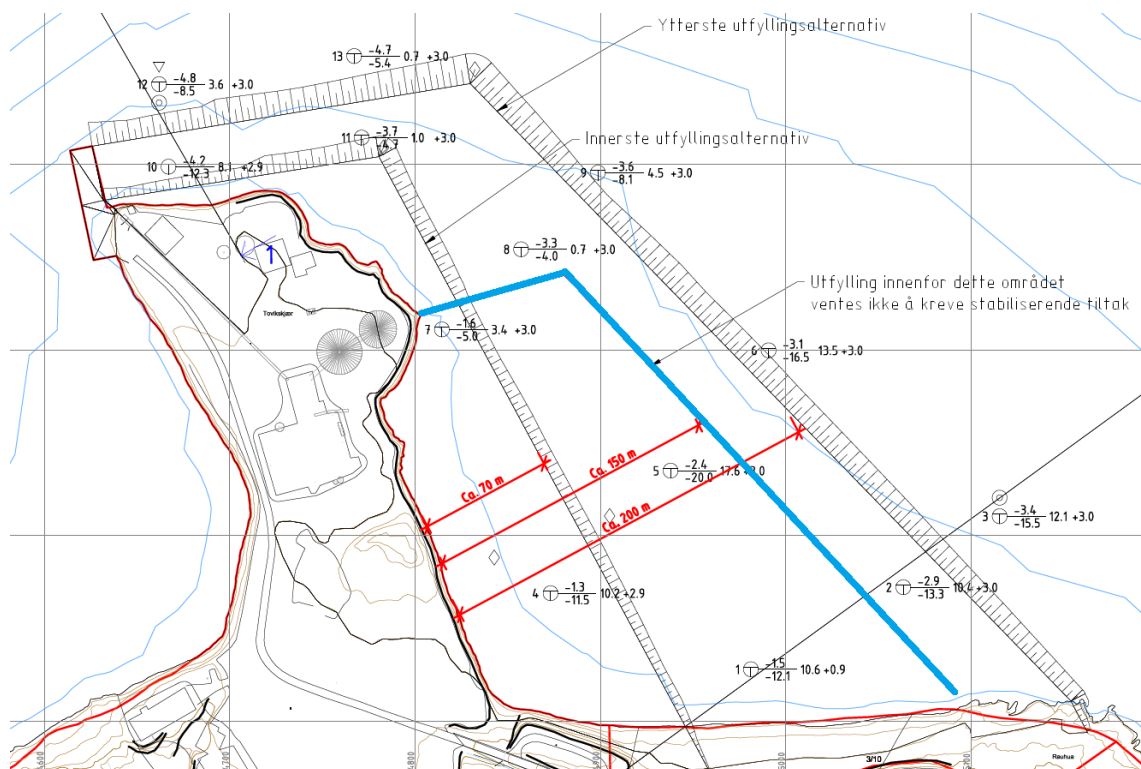 Ytterste utfyllingsalternativ
13 -4.7 0.7 +3.0
-5.4
12 -4.8 3.6 +3.0
-8.5
11 -3.7 1.0 +3.0
-4.7
Innerste utfyllingsalternativ
10 -4.2 8.1 +2.9
-12.3
9 -3.6 4.5 +3.0
-8.1
8 -3.3 0.7 +3.0
-4.0
1
Utfylling innenfor dette området
ventes ikke å kreve stabiliserende tiltak
Tovikskjær
7 -1.6 3.4 +3.0
-5.0
6 -3.1 13.5 +3.0
-16.5
Ca. 70 m
Ca. 150 m
5 -2.4 17.6 +3.0
-20.0
Ca. 200 m
3 -3.4 12.1 +3.0
-15.5
4 -1.3 10.2 +2.9
-11.5
2 -2.9 10.4 +3.0
-13.3
1 -1.5 10.6 +0.9
-12.1
3/10
Rauhua